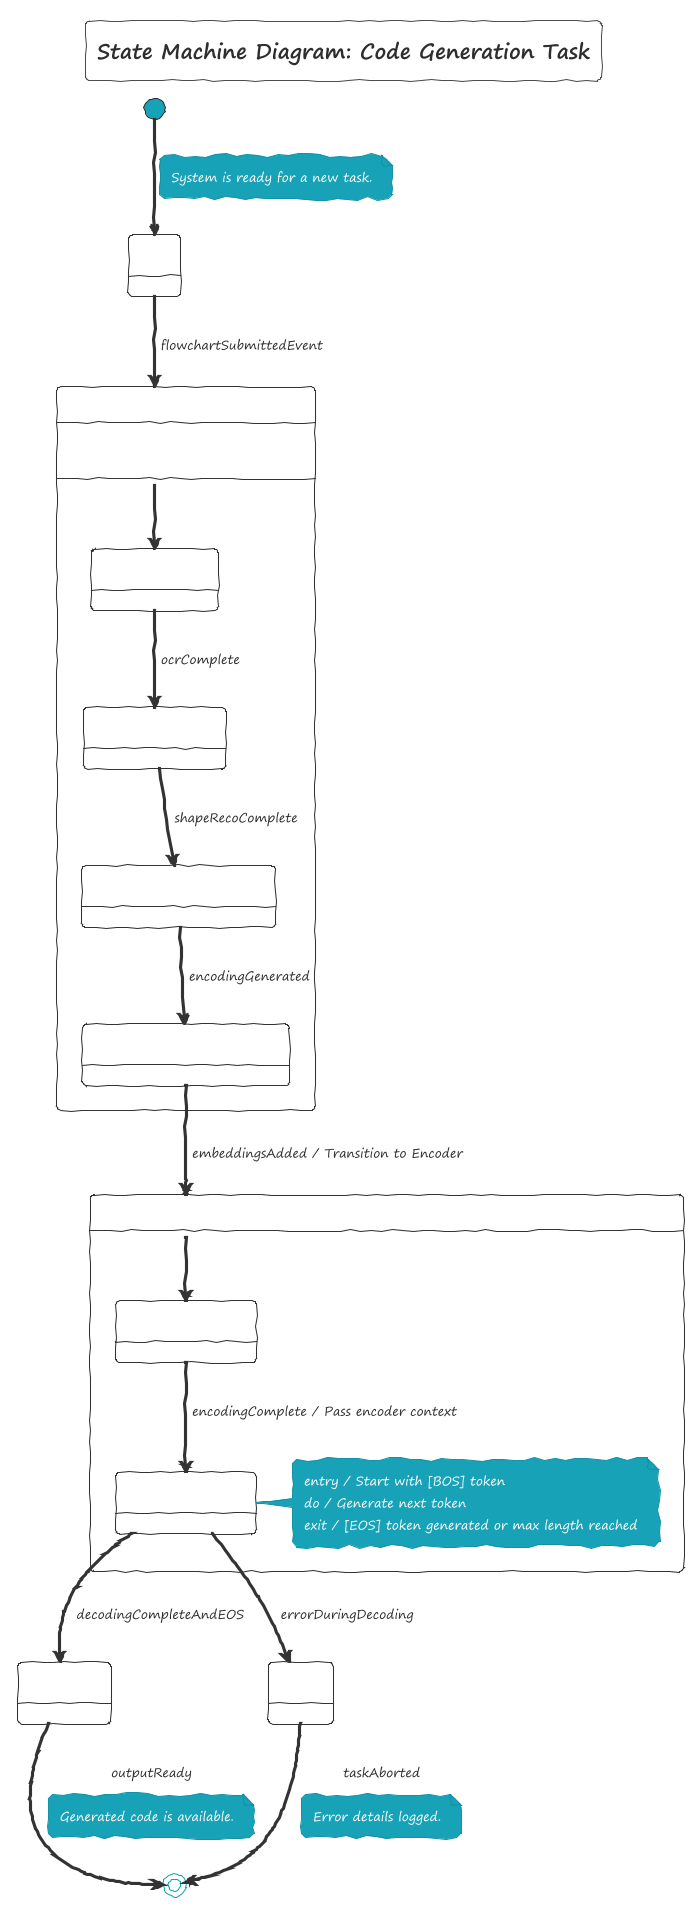 State Machine Diagram: Code Generation Task
System is ready for a new task.
flowchartSubmittedEvent
ocrComplete
shapeRecoComplete
encodingGenerated
embeddingsAdded / Transition to Encoder
encodingComplete / Pass encoder context
entry / Start with [BOS] token
do / Generate next token
exit / [EOS] token generated or max length reached
decodingCompleteAndEOS
errorDuringDecoding
outputReady
taskAborted
Generated code is available.
Error details logged.